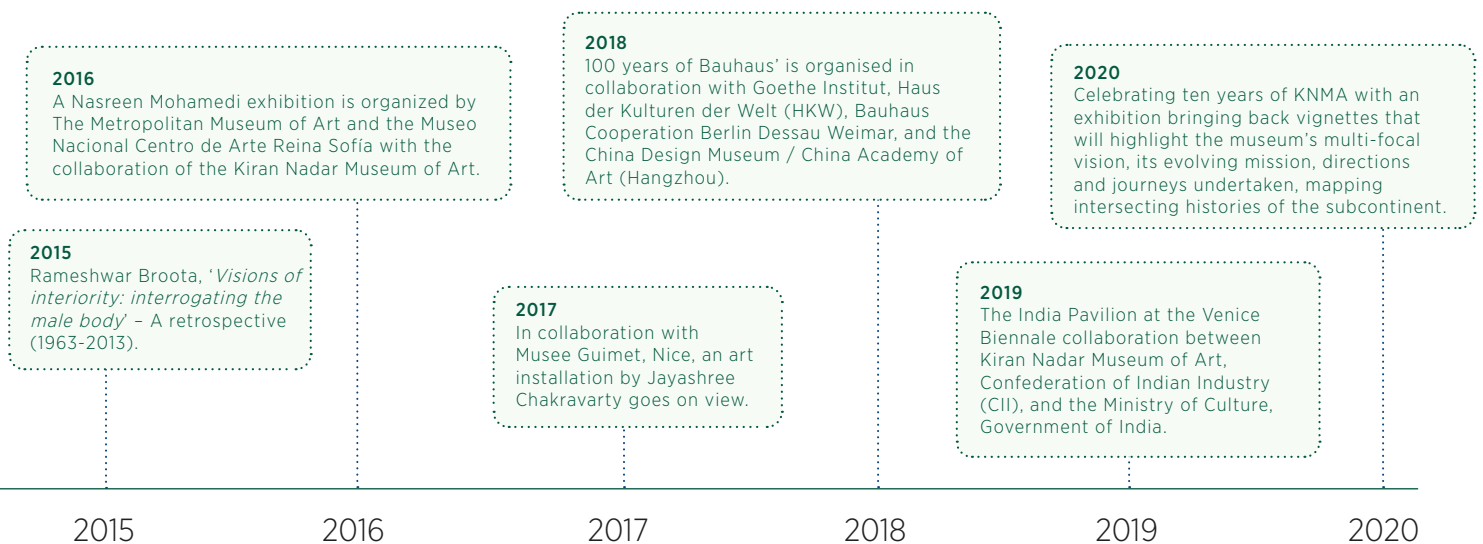 2016
A Nasreen Mohamedi exhibition is organized by
The Metropolitan Museum of Art and the Museo
Nacional Centro de Arte Reina Sofía with the
collaboration of the Kiran Nadar Museum of Art.
2018
100 years of Bauhaus’ is organised in
collaboration with Goethe Institut, Haus
der Kulturen der Welt (HKW), Bauhaus
Cooperation Berlin Dessau Weimar, and the
China Design Museum / China Academy of
Art (Hangzhou).
2020
Celebrating ten years of KNMA with an
exhibition bringing back vignettes that
will highlight the museum’s multi-focal
vision, its evolving mission, directions
and journeys undertaken, mapping
intersecting histories of the subcontinent.
2015
Rameshwar Broota, ‘Visions of
interiority: interrogating the
male body’ – A retrospective
(1963-2013).
2017
In collaboration with
Musee Guimet, Nice, an art
installation by Jayashree
Chakravarty goes on view.
2019
The India Pavilion at the Venice
Biennale collaboration between
Kiran Nadar Museum of Art,
Confederation of Indian Industry
(CII), and the Ministry of Culture,
Government of India.
2015 2016 2017 2018 2019 2020